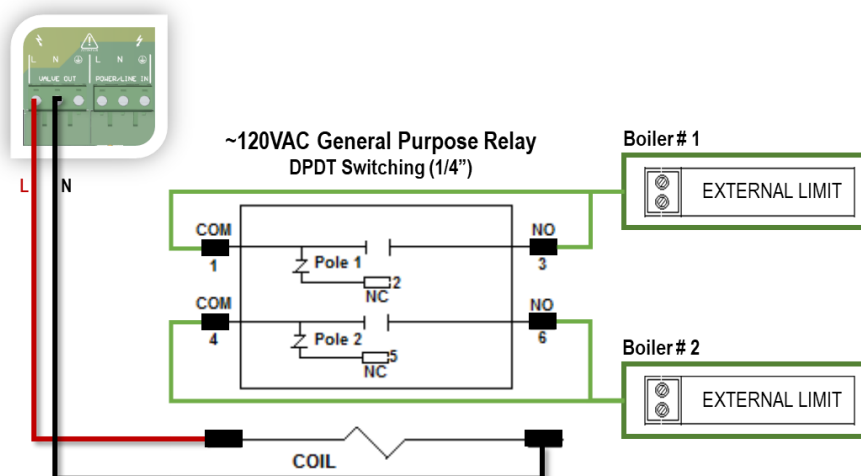 L N L N
VALVE OUT POWER/LINE IN
L N
~120VAC General Purpose Relay
DPDT Switching (1/4”)
Boiler # 1
EXTERNAL LIMIT
COM NO
1 Pole 1 3
2
NC
COM NO
4 Pole 2 6
5
NC
Boiler # 2
EXTERNAL LIMIT
COIL